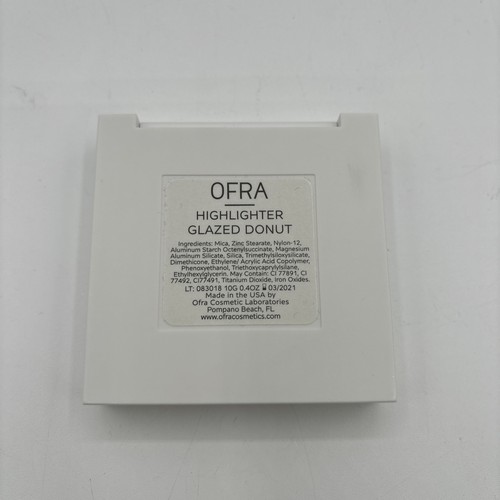 OFRA
HIGHLIGHTER
GLAZED DONUT
Ingredients: Mica, Zinc Stearate, Nylon-12,
Aluminum Starch Octenylsuccinate, Magnesium
Aluminum Silicate, Silica, Trimethylsiloxysilicate,
Dimethicone, Ethylene/ Acrylic Acid Copolymer,
Phenoxyethanol, Triethoxycaprylylsilane,
Ethylhexylglycerin. May Contain: CI 77891, CI
77492, CI77491, Titanium Dioxide, Iron Oxides.
LT: 083018 10G 0.4OZ 03/2021
Made in the USA by
Ofra Cosmetic Laboratories
Pompano Beach, FL
www.ofracosmetics.com